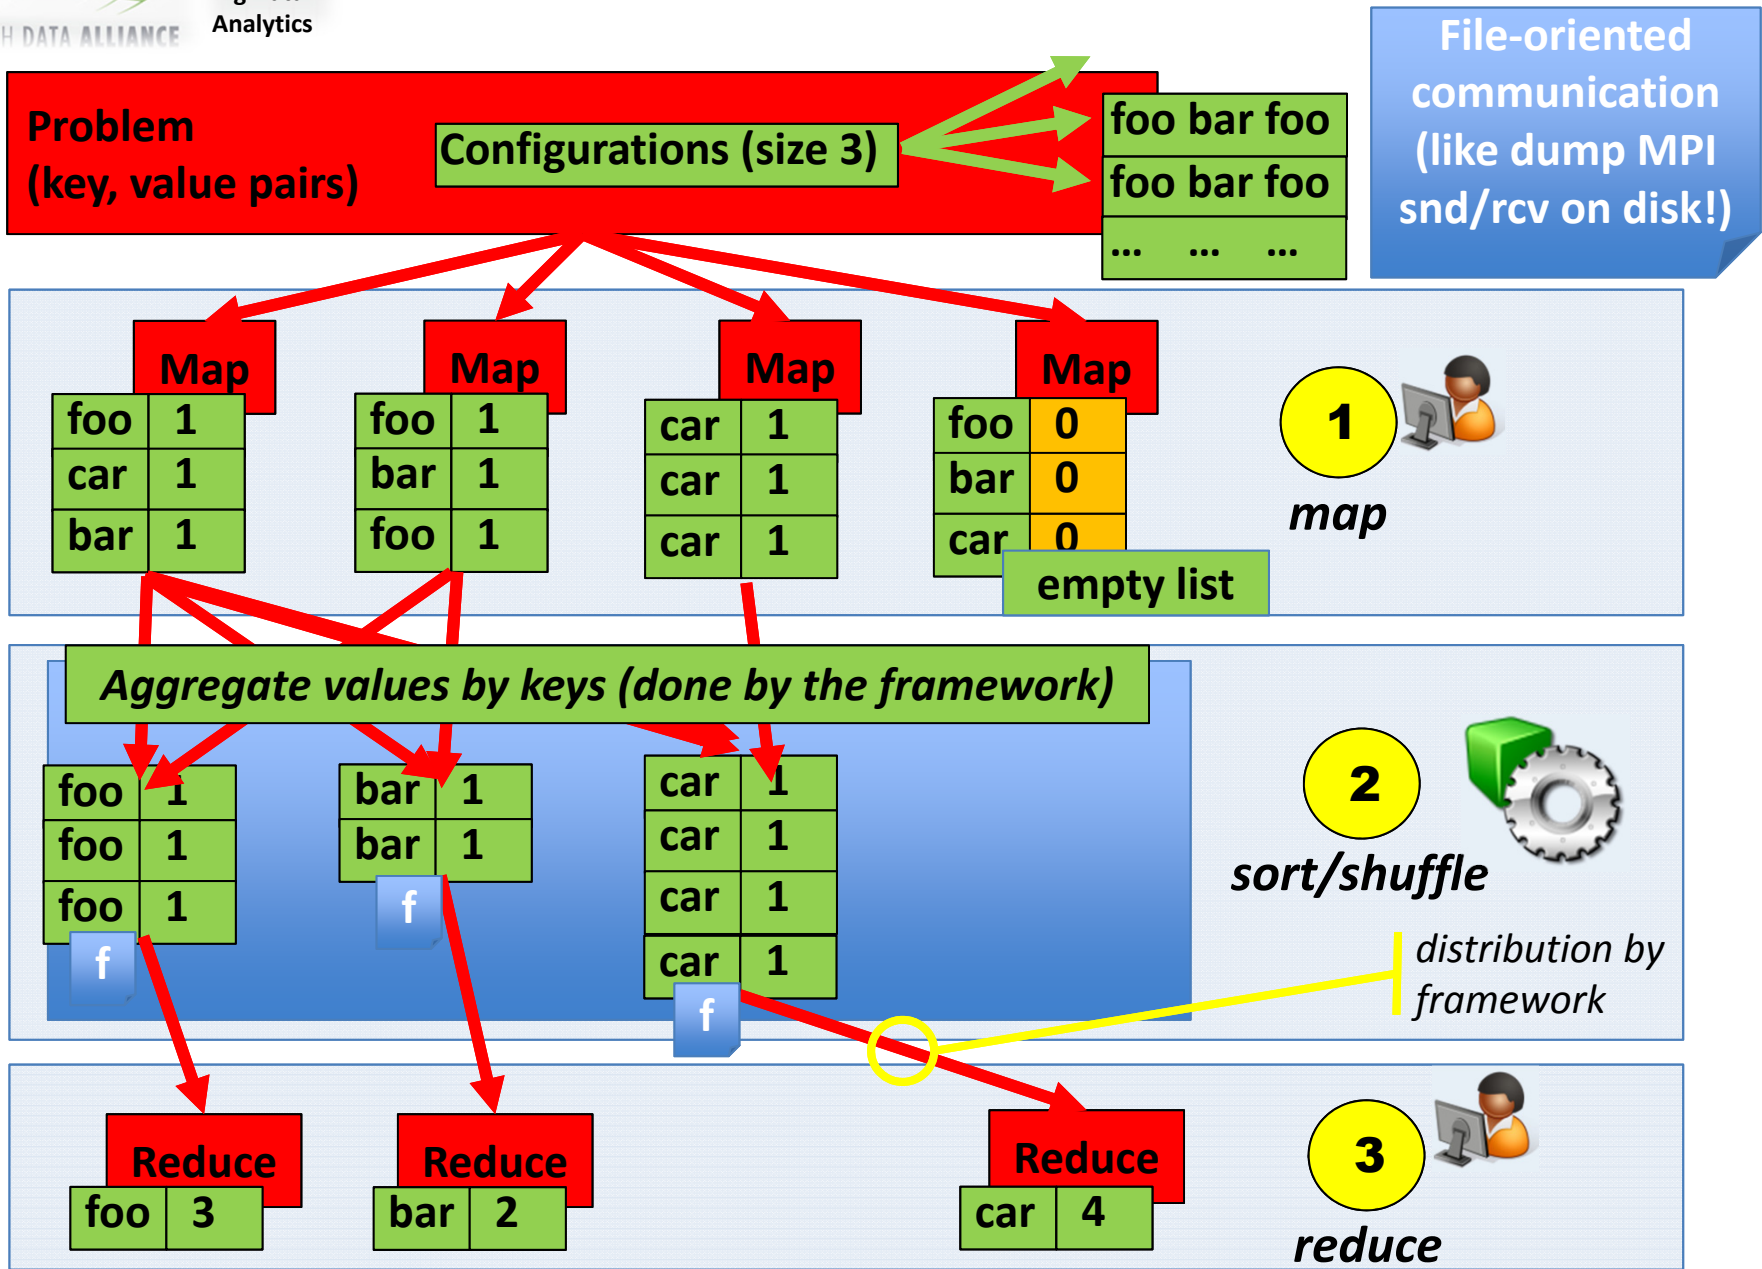 Analytics
H DATA ALLIANCE
File-oriented
communication
(like dump MPI
snd/rcv on disk!)
Problem
(key, value pairs)
Configurations (size 3)
foo bar foo
foo bar foo
... ... ...
Map
Map
Map
Map
foo 1
car 1
bar 1
foo 1
bar 1
foo 1
car 1
car 1
car 1
foo 0
bar 0
car 0
empty list
1
map
Aggregate values by keys (done by the framework)
foo 1
foo 1
foo 1
f
bar 1
bar 1
f
car 1
car 1
car 1
car 1
f
2
sort/shuffle
distribution by
framework
Reduce
foo 3
Reduce
bar 2
Reduce
car 4
3
reduce